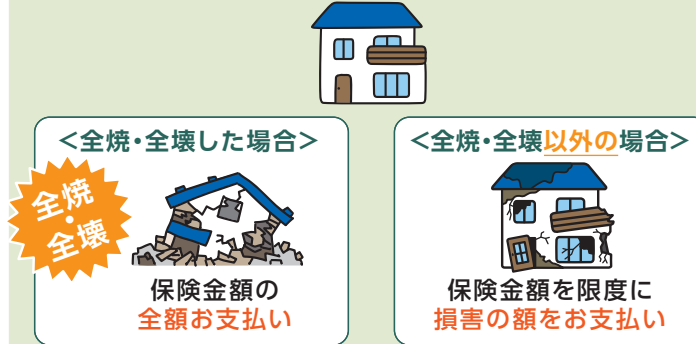 <全焼・全壊した場合>
全焼
・
全壊
保険金額の
全額お支払い
<全焼・全壊以外の場合>
保険金額を限度に
損害の額をお支払い